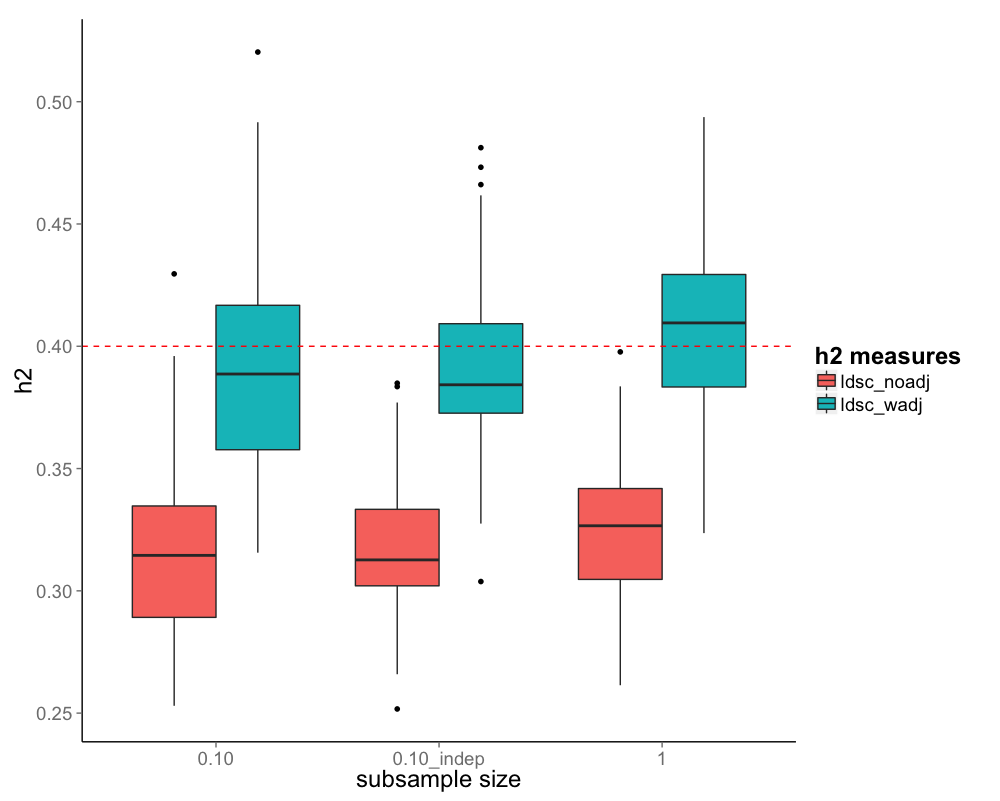 0.50
0.45
0.40
0.35
0.30
0.25
h2
0.10
0.10_indep
1
subsample size
h2 measures
ldsc_noadj
ldsc_wadj